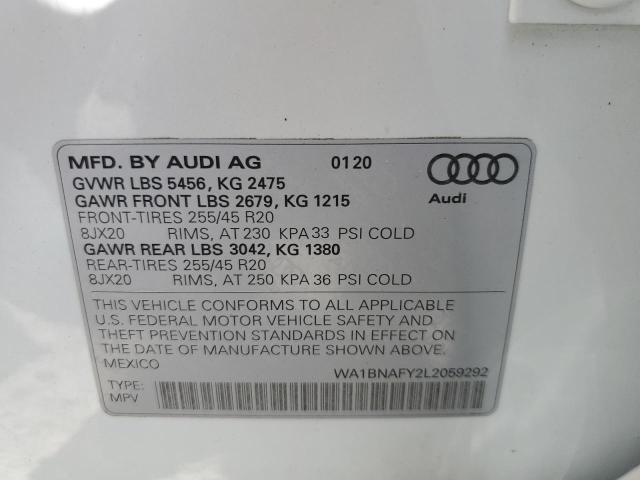 MFD. BY AUDI AG 0120
GVWR LBS 5456, KG 2475
GAWR FRONT LBS 2679, KG 1215
Audi
FRONT-TIRES 255/45 R20
8JX20 RIMS, AT 230 KPA 33 PSI COLD
GAWR REAR LBS 3042, KG 1380
REAR-TIRES 255/45 R20
8JX20 RIMS, AT 250 KPA 36 PSI COLD
THIS VEHICLE CONFORMS TO ALL APPLICABLE
U.S. FEDERAL MOTOR VEHICLE SAFETY AND
THEFT PREVENTION STANDARDS IN EFFECT ON
THE DATE OF MANUFACTURE SHOWN ABOVE.
MEXICO WA1BNAFY2L2059292
TYPE:
MPV